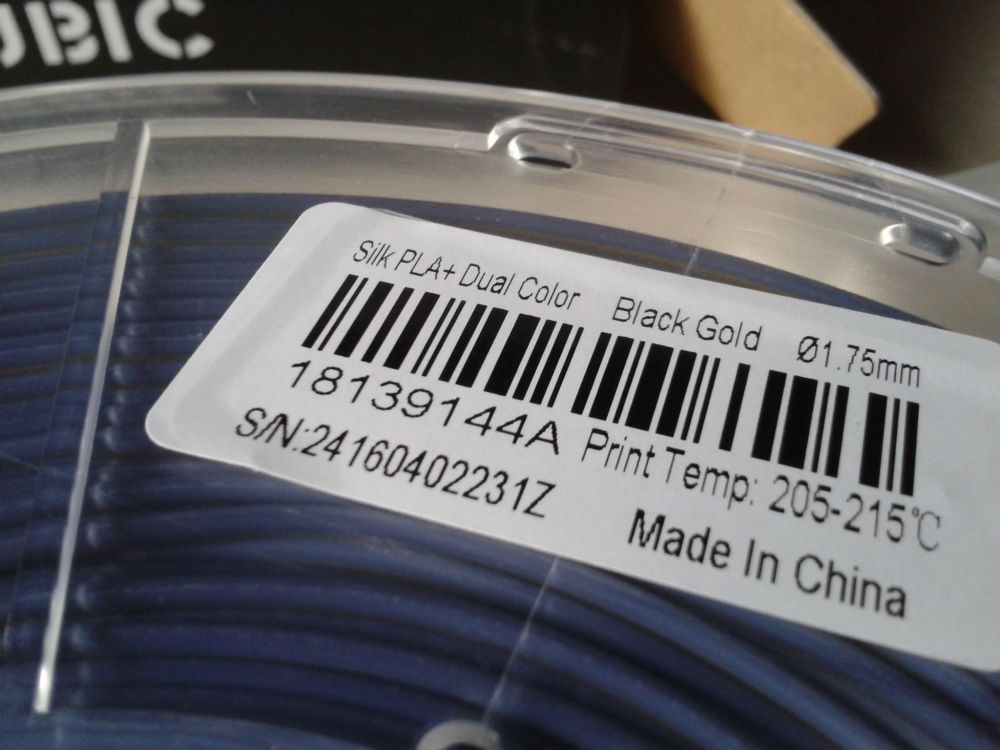 UBIC
Silk PLA+ Dual Color Black Gold Ø1.75mm
18139144A Print Temp: 205-215℃
S/N:24160402231Z Made In China